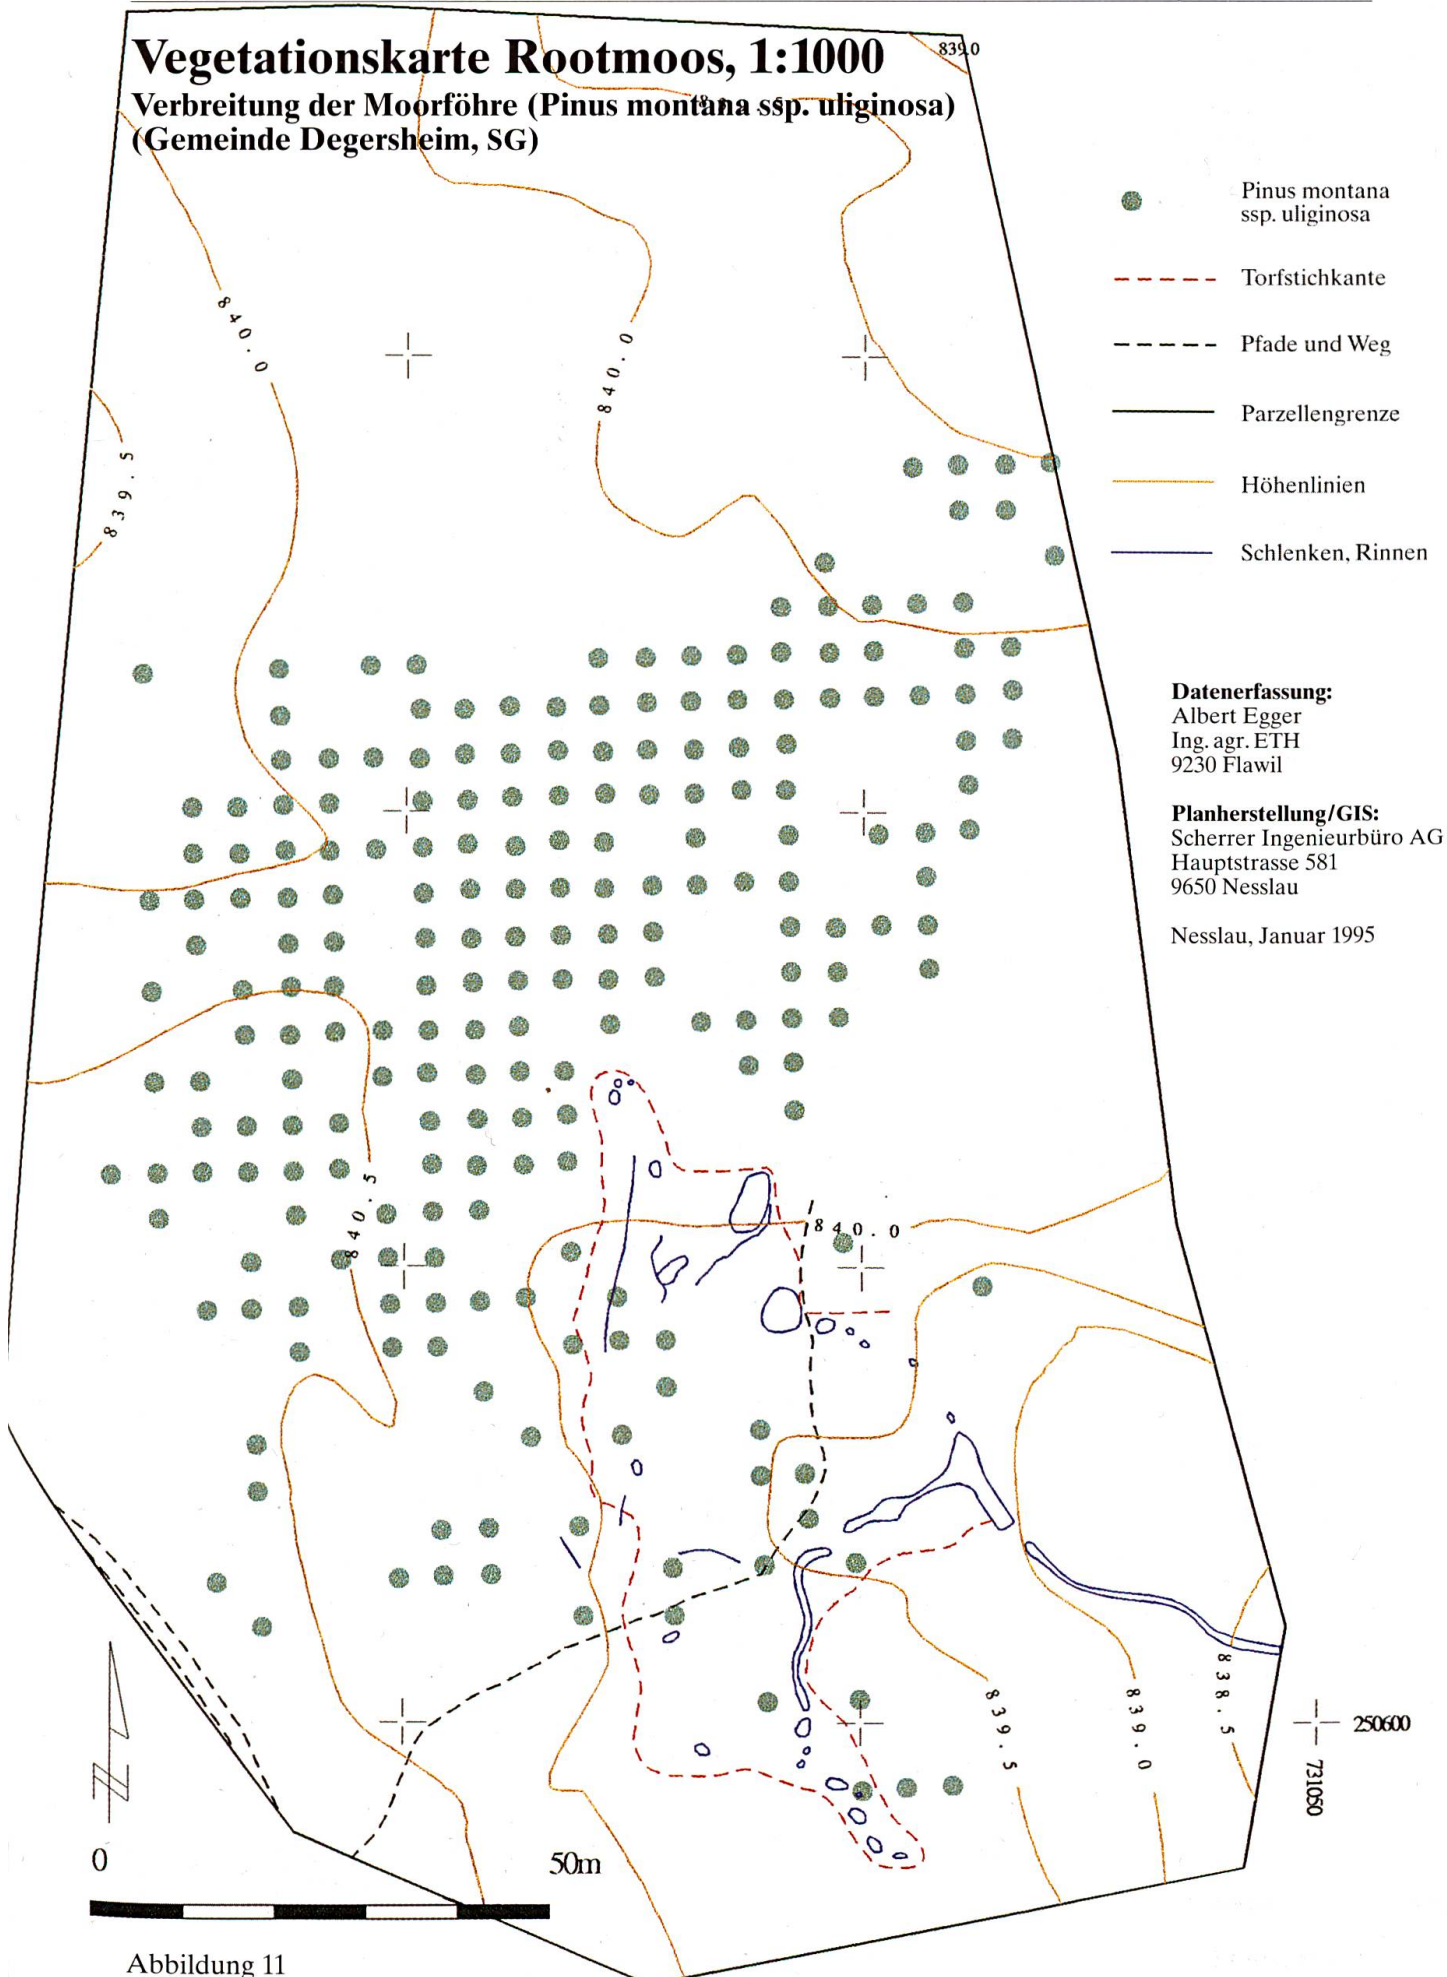 Vegetationskarte Rootmoos, 1:1000
Verbreitung der Moorföhre (Pinus montana ssp. uliginosa)
(Gemeinde Degersheim, SG)
839.0
Pinus montana
ssp. uliginosa
Torfstichkante
Pfade und Weg
Parzellengrenze
Höhenlinien
Schlenken, Rinnen
840.0
840.0
839.5
Datenerfassung:
Albert Egger
Ing. agr. ETH
9230 Flawil
Planherstellung/GIS:
Scherrer Ingenieurbüro AG
Hauptstrasse 581
9650 Nesslau
Nesslau, Januar 1995
840.5
840.0
839.5
839.0
838.5
250600
731050
0
50m
Abbildung 11